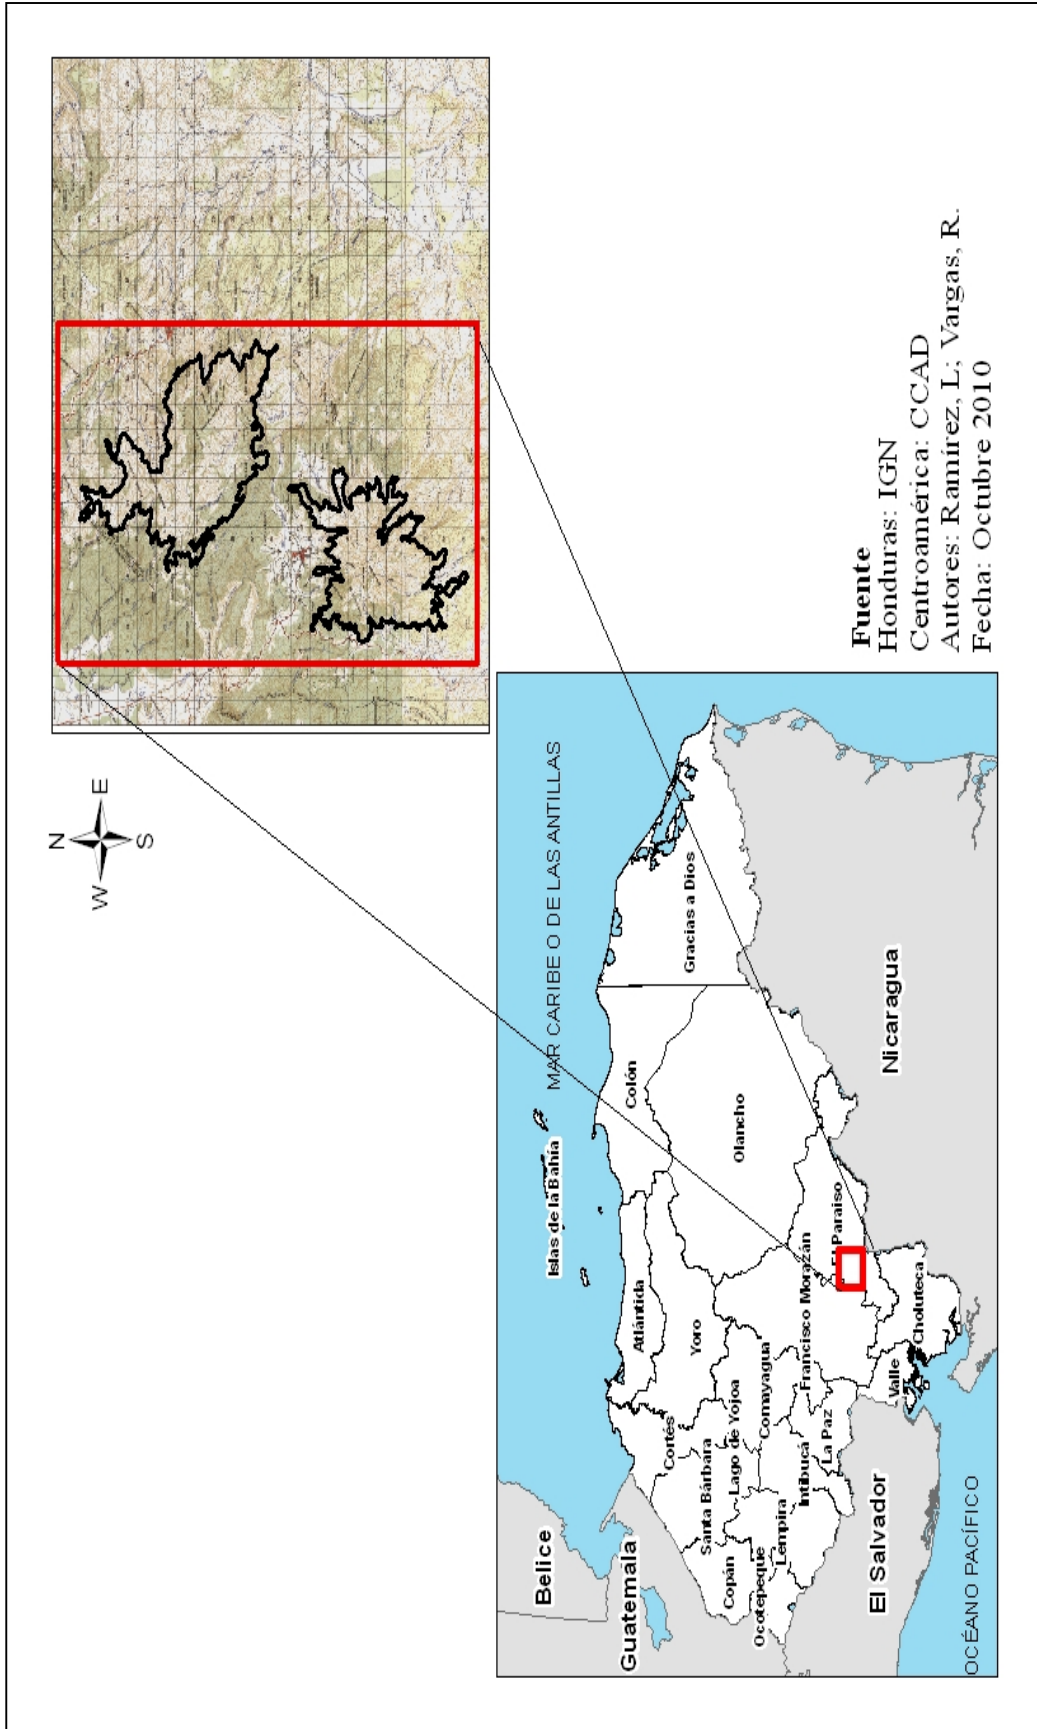 N
W E
S
MAR CARIBE O DE LAS ANTILLAS
Islas de la Bahía
Belice
Guatemala
Atlántida
Colón
Gracias a Dios
Cortés
Yoro
Santa Bárbara
Copán
Lago de Yojoa
Olancho
Ocotepeque
Lempira
Comayagua
Intibucá
La Paz
Francisco Morazán
El Paraíso
El Salvador
Valle
Choluteca
Nicaragua
OCÉANO PACÍFICO
Fuente
Honduras: IGN
Centroamérica: CCAD
Autores: Ramírez, L; Vargas, R.
Fecha: Octubre 2010